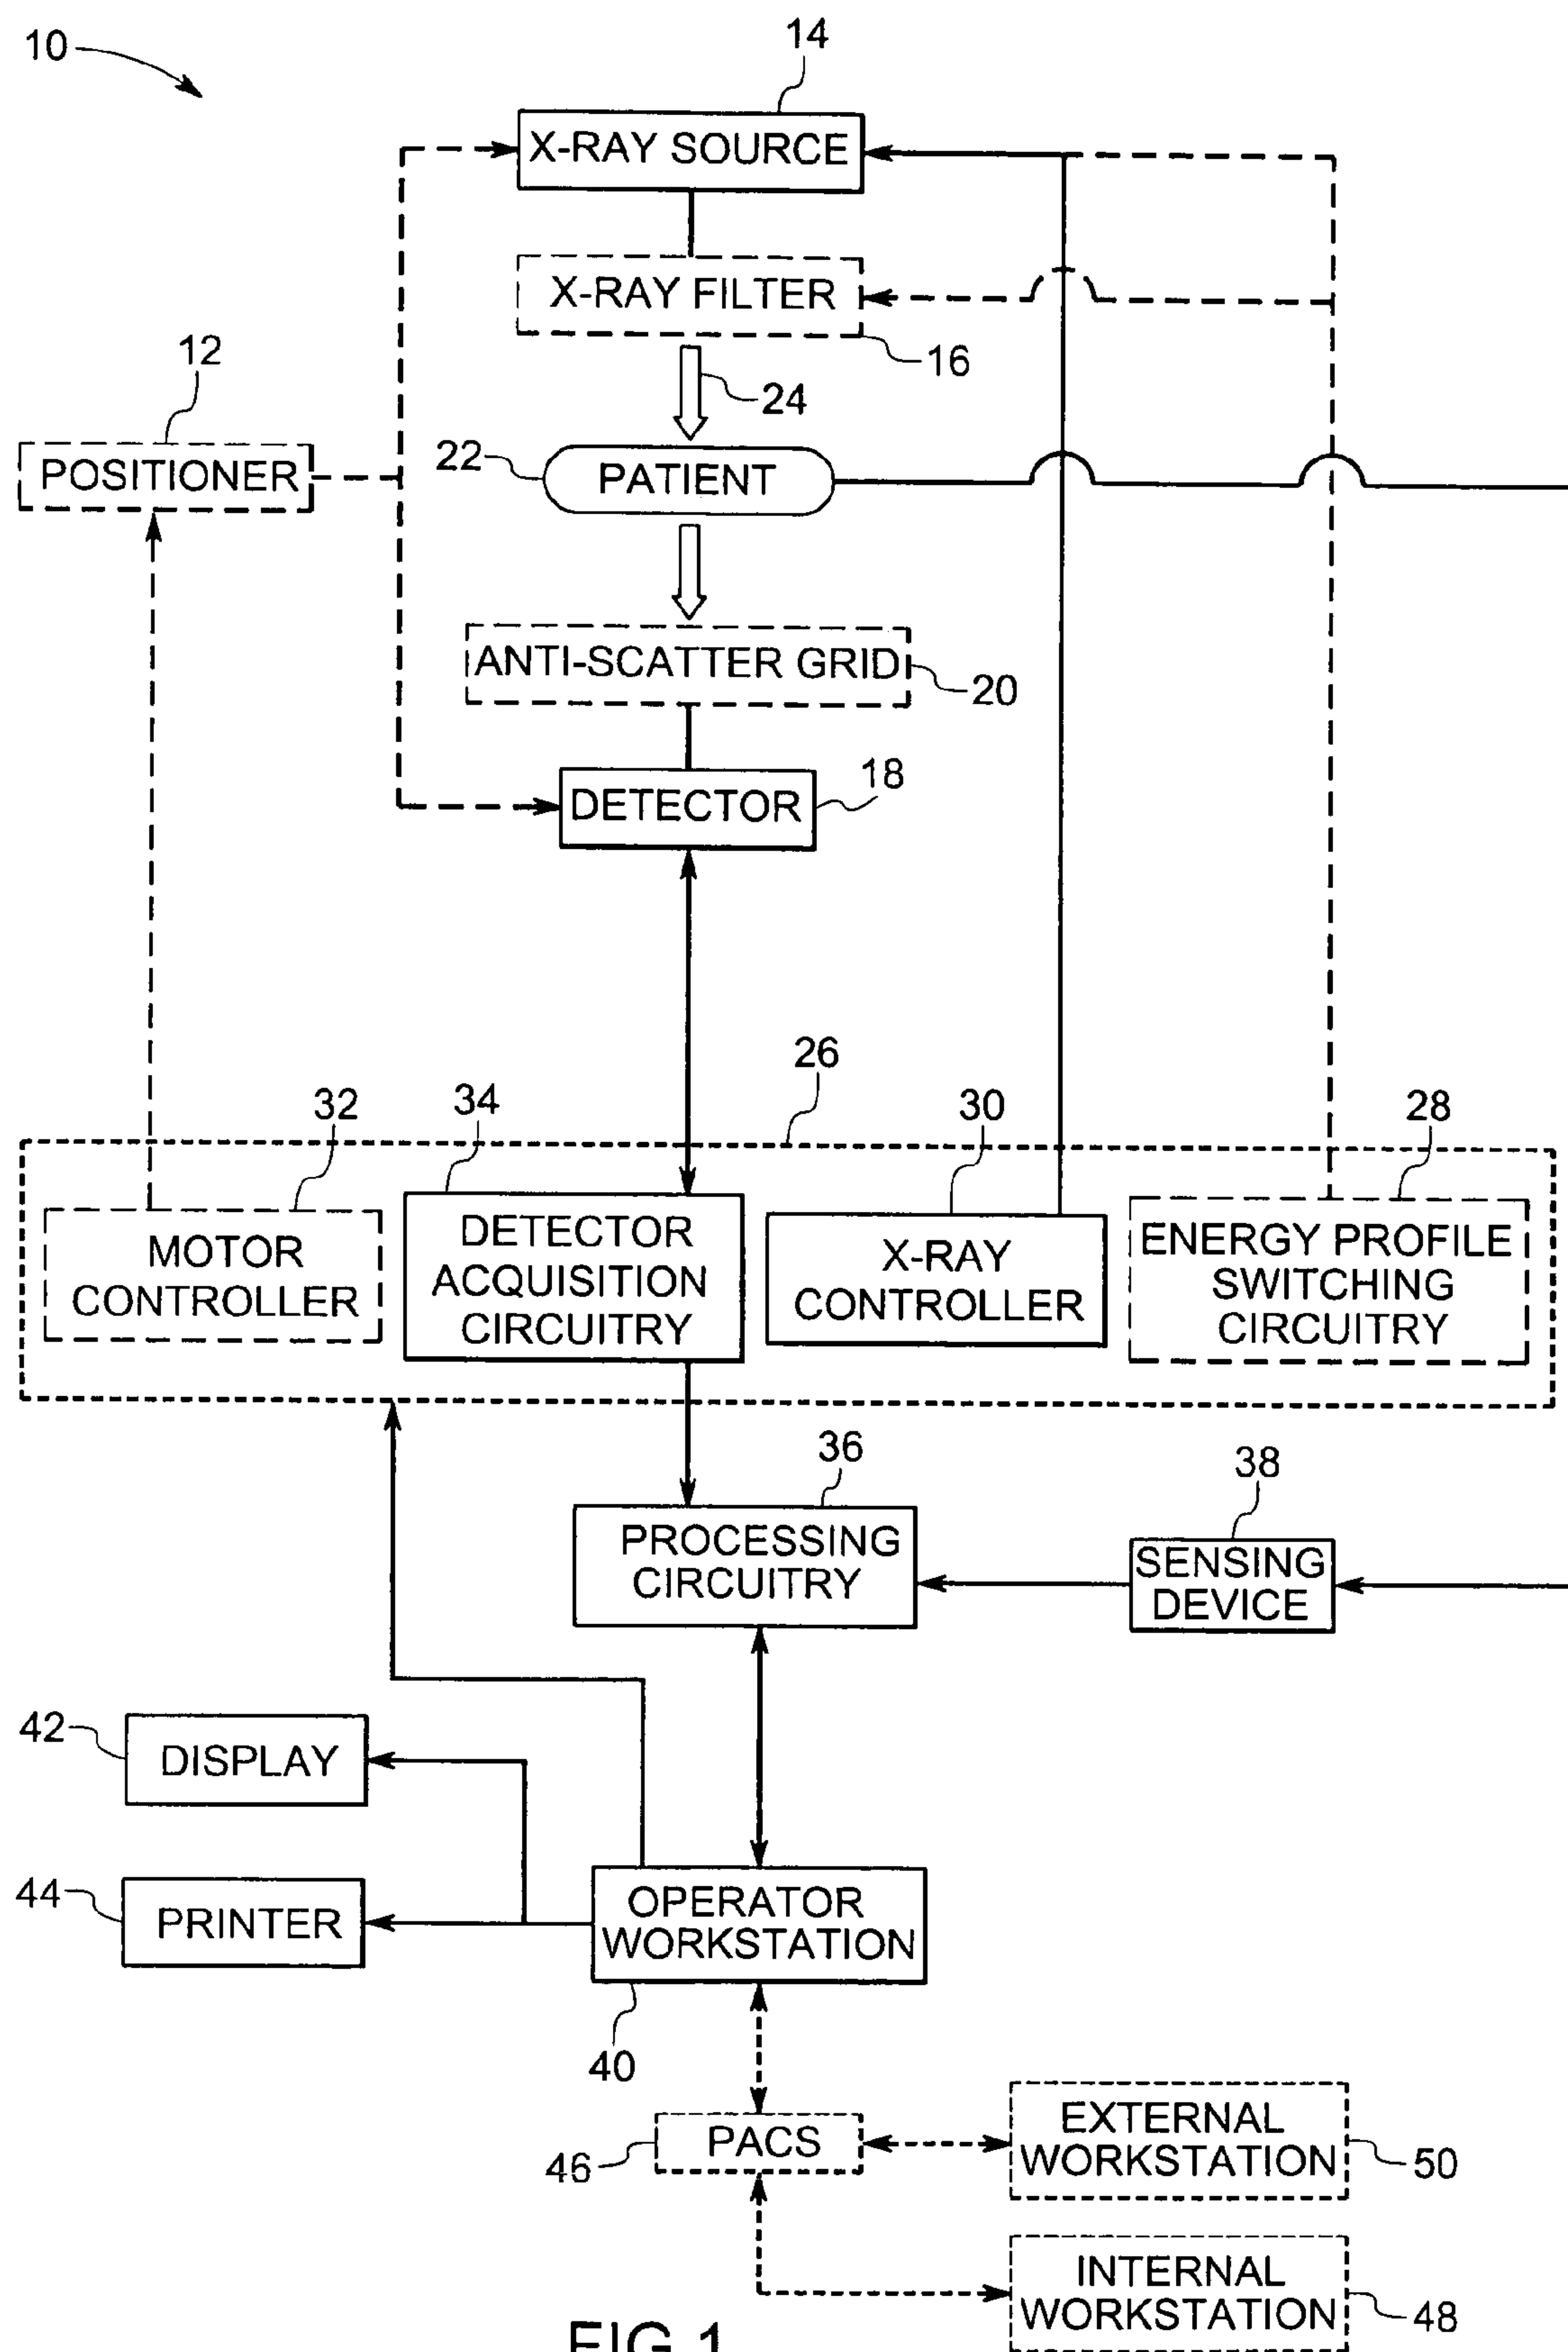 10
14
X-RAY SOURCE
X-RAY FILTER
16
24
12
POSITIONER
22
PATIENT
ANTI-SCATTER GRID
20
18
DETECTOR
26
32
34
30
28
MOTOR
CONTROLLER
DETECTOR
ACQUISITION
CIRCUITRY
X-RAY
CONTROLLER
ENERGY PROFILE
SWITCHING
CIRCUITRY
36
PROCESSING
CIRCUITRY
38
SENSING
DEVICE
42
DISPLAY
44
PRINTER
OPERATOR
WORKSTATION
40
46
PACS
EXTERNAL
WORKSTATION
50
INTERNAL
WORKSTATION
48
FIG.1